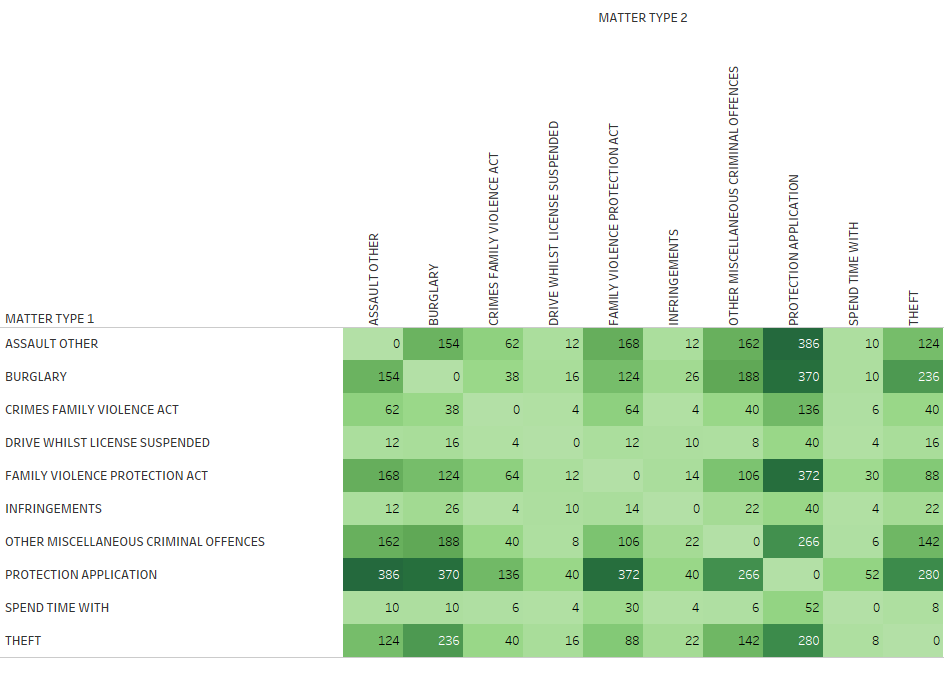 MATTER TYPE 2
MATTER TYPE 1
ASSAULT OTHER
BURGLARY
CRIMES FAMILY VIOLENCE ACT
DRIVE WHILST LICENSE SUSPENDED
FAMILY VIOLENCE PROTECTION ACT
INFRINGEMENTS
OTHER MISCELLANEOUS CRIMINAL OFFENCES
PROTECTION APPLICATION
SPEND TIME WITH
THEFT
ASSAULT OTHER 0 154 62 12 168 12 162 386 10 124
BURGLARY 154 0 38 16 124 26 188 370 10 236
CRIMES FAMILY VIOLENCE ACT 62 38 0 4 64 4 40 136 6 40
DRIVE WHILST LICENSE SUSPENDED 12 16 4 0 12 10 8 40 4 16
FAMILY VIOLENCE PROTECTION ACT 168 124 64 12 0 14 106 372 30 88
INFRINGEMENTS 12 26 4 10 14 0 22 40 4 22
OTHER MISCELLANEOUS CRIMINAL OFFENCES 162 188 40 8 106 22 0 266 6 142
PROTECTION APPLICATION 386 370 136 40 372 40 266 0 52 280
SPEND TIME WITH 10 10 6 4 30 4 6 52 0 8
THEFT 124 236 40 16 88 22 142 280 8 0